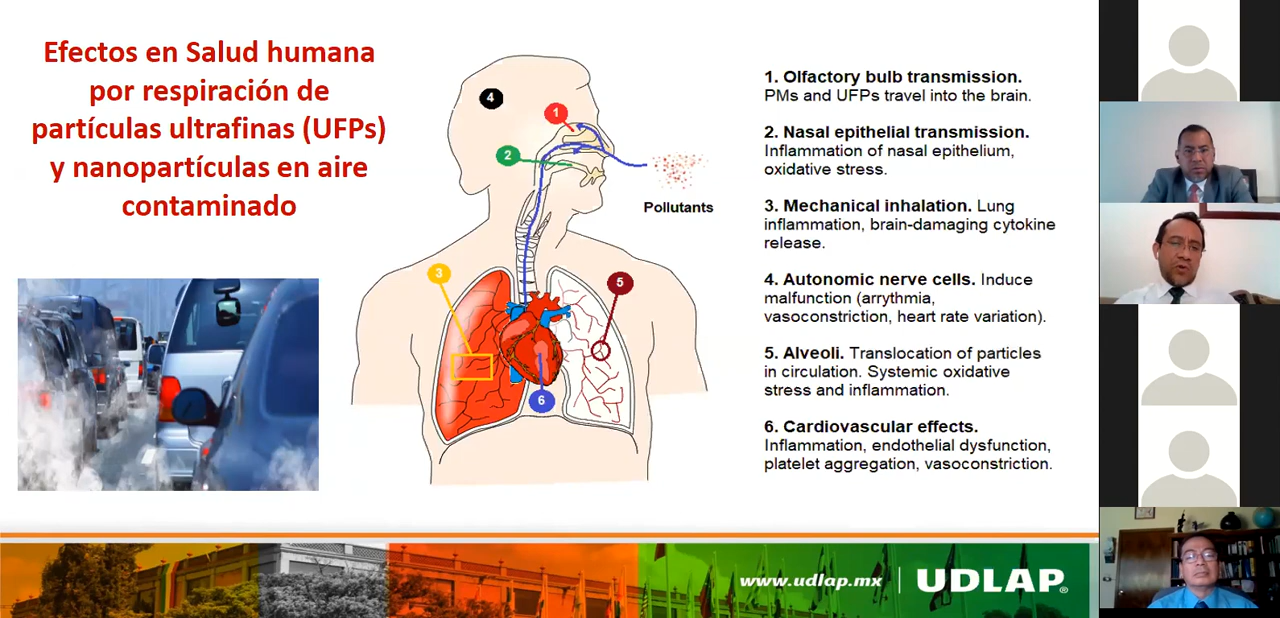 Efectos en Salud humana
por respiración de
partículas ultrafinas (UFPs)
y nanopartículas en aire
contaminado
4
1
2
Pollutants
3
5
6
1. Olfactory bulb transmission.
PMs and UFPs travel into the brain.
2. Nasal epithelial transmission.
Inflammation of nasal epithelium,
oxidative stress.
3. Mechanical inhalation. Lung
inflammation, brain-damaging cytokine
release.
4. Autonomic nerve cells. Induce
malfunction (arrythmia,
vasoconstriction, heart rate variation).
5. Alveoli. Translocation of particles
in circulation. Systemic oxidative
stress and inflammation.
6. Cardiovascular effects.
Inflammation, endothelial dysfunction,
platelet aggregation, vasoconstriction.
www.udlap.mx
UDLAP®